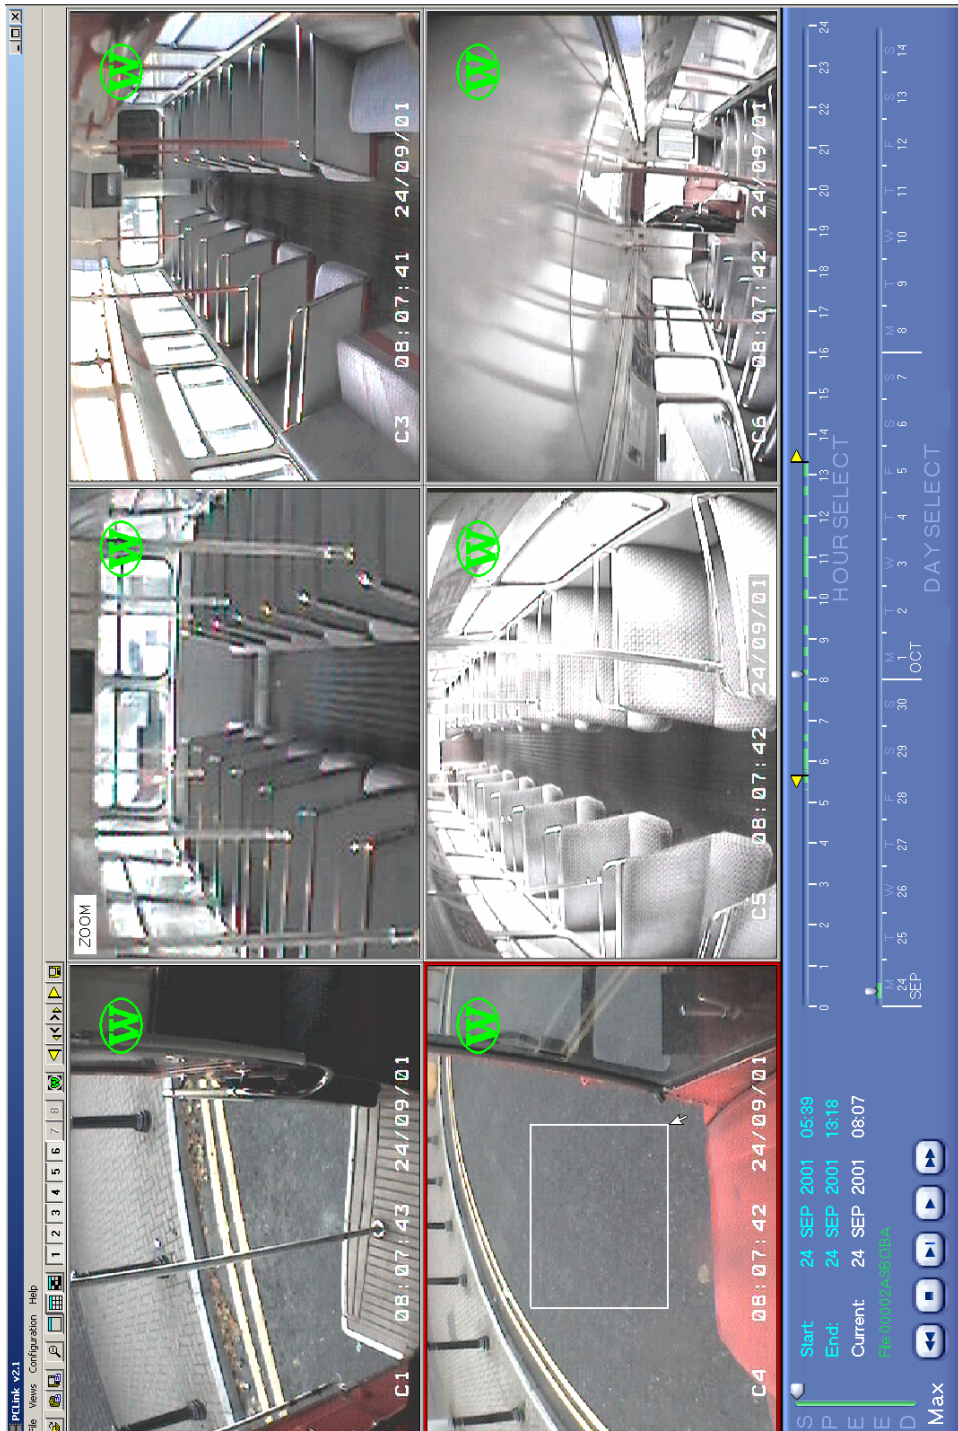 PCLink v2.1
File Views Configuration Help
1 2 3 4 5 6 7 8 W
W
C1 08:07:43 24/09/01
ZOOM
W
W
C3 08:07:41 24/09/01
W
C4 08:07:42 24/09/01
W
C5 08:07:42 24/09/01
W
C6 08:07:42 24/09/01
SPEED
Max
Start: 24 SEP 2001 05:39
End: 24 SEP 2001 13:18
Current: 24 SEP 2001 08:07
0 1 2 3 4 5 6 7 8 9 10 11 12 13 14 15 16 17 18 19 20 21 22 23 24
HOUR SELECT
M T W T F S S M T W T F S S M T W T F S S
24 25 26 27 28 29 30 1 2 3 4 5 6 7 8 9 10 11 12 13 14
SEP OCT
DAY SELECT